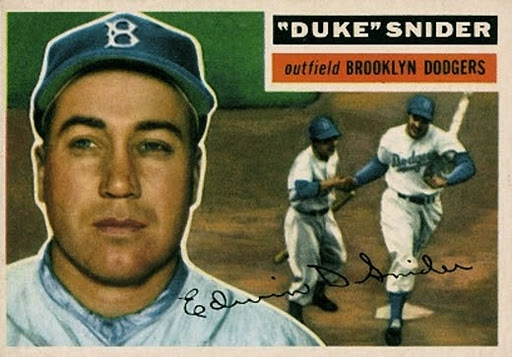 "DUKE" SNIDER
outfield BROOKLYN DODGERS
B
Dodgers
Edwin D Snider